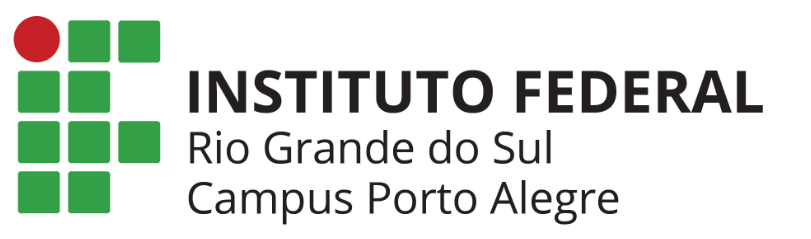 INSTITUTO FEDERAL
Rio Grande do Sul
Campus Porto Alegre